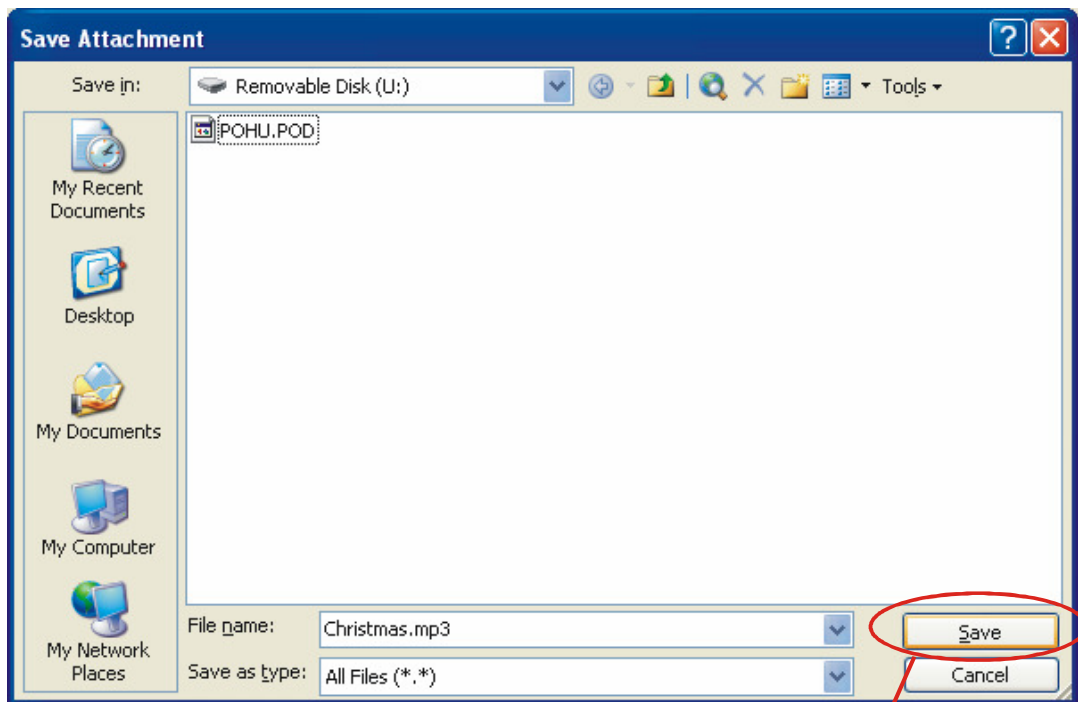 Save Attachment
Save in:
Removable Disk (U:)
Tools
POHU.POD
My Recent
Documents
Desktop
My Documents
My Computer
My Network
Places
File name:
Christmas.mp3
Save
Save as type:
All Files (*.*)
Cancel